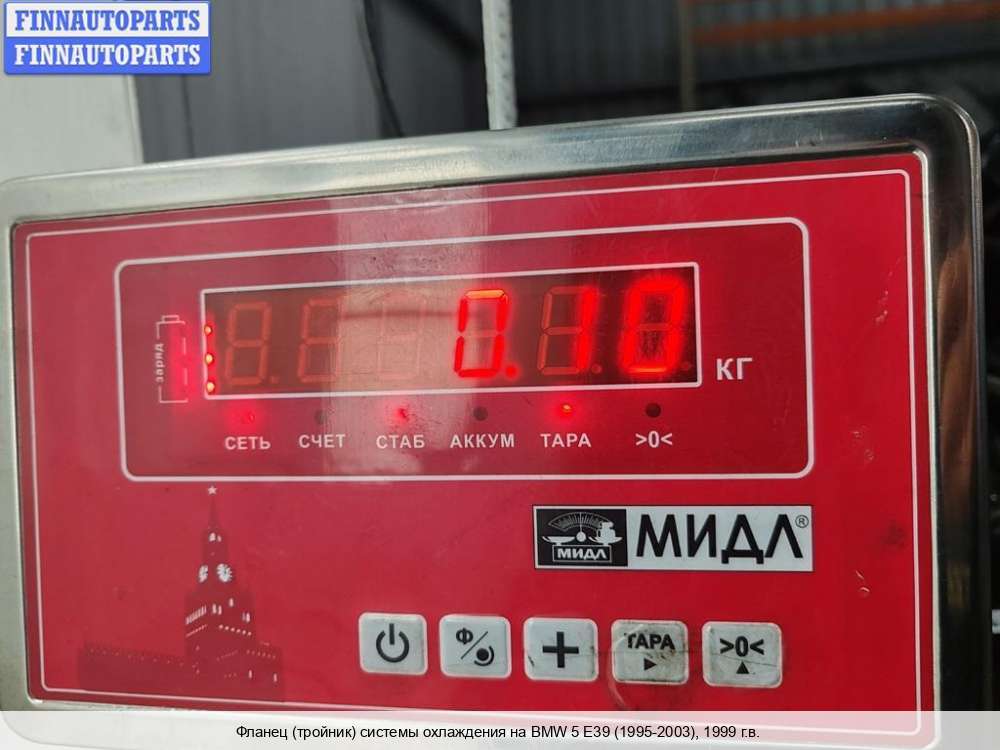 FINNAUTOPARTS
FINNAUTOPARTS
заряд
0.10
КГ
СЕТЬ СЧЕТ СТАБ АККУМ ТАРА >0<
МИДЛ МИДЛ®
Ф ТАРА >0<
Фланец (тройник) системы охлаждения на BMW 5 E39 (1995-2003), 1999 г.в.